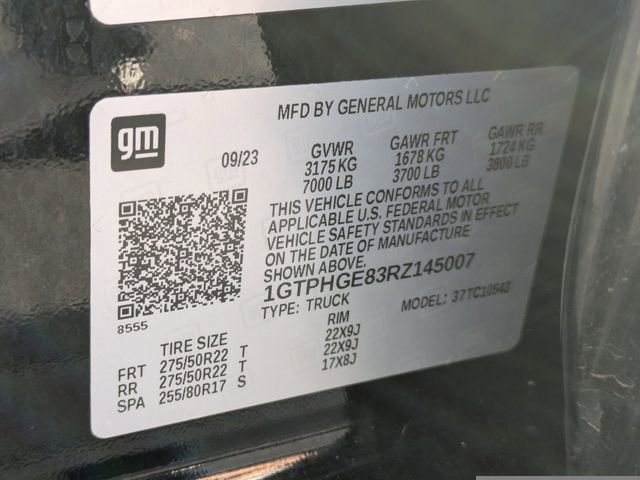 MFD BY GENERAL MOTORS LLC
gm
09/23
GVWR GAWR FRT GAWR RR
3175 KG 1678 KG 1724 KG
7000 LB 3700 LB 3800 LB
THIS VEHICLE CONFORMS TO ALL
APPLICABLE U.S. FEDERAL MOTOR
VEHICLE SAFETY STANDARDS IN EFFECT
ON THE DATE OF MANUFACTURE
SHOWN ABOVE.
1GTPHGE83RZ145007
TYPE: TRUCK MODEL: 37TC10543
8555
TIRE SIZE RIM
FRT 275/50R22 T 22X9J
RR 275/50R22 T 22X9J
SPA 255/80R17 S 17X8J